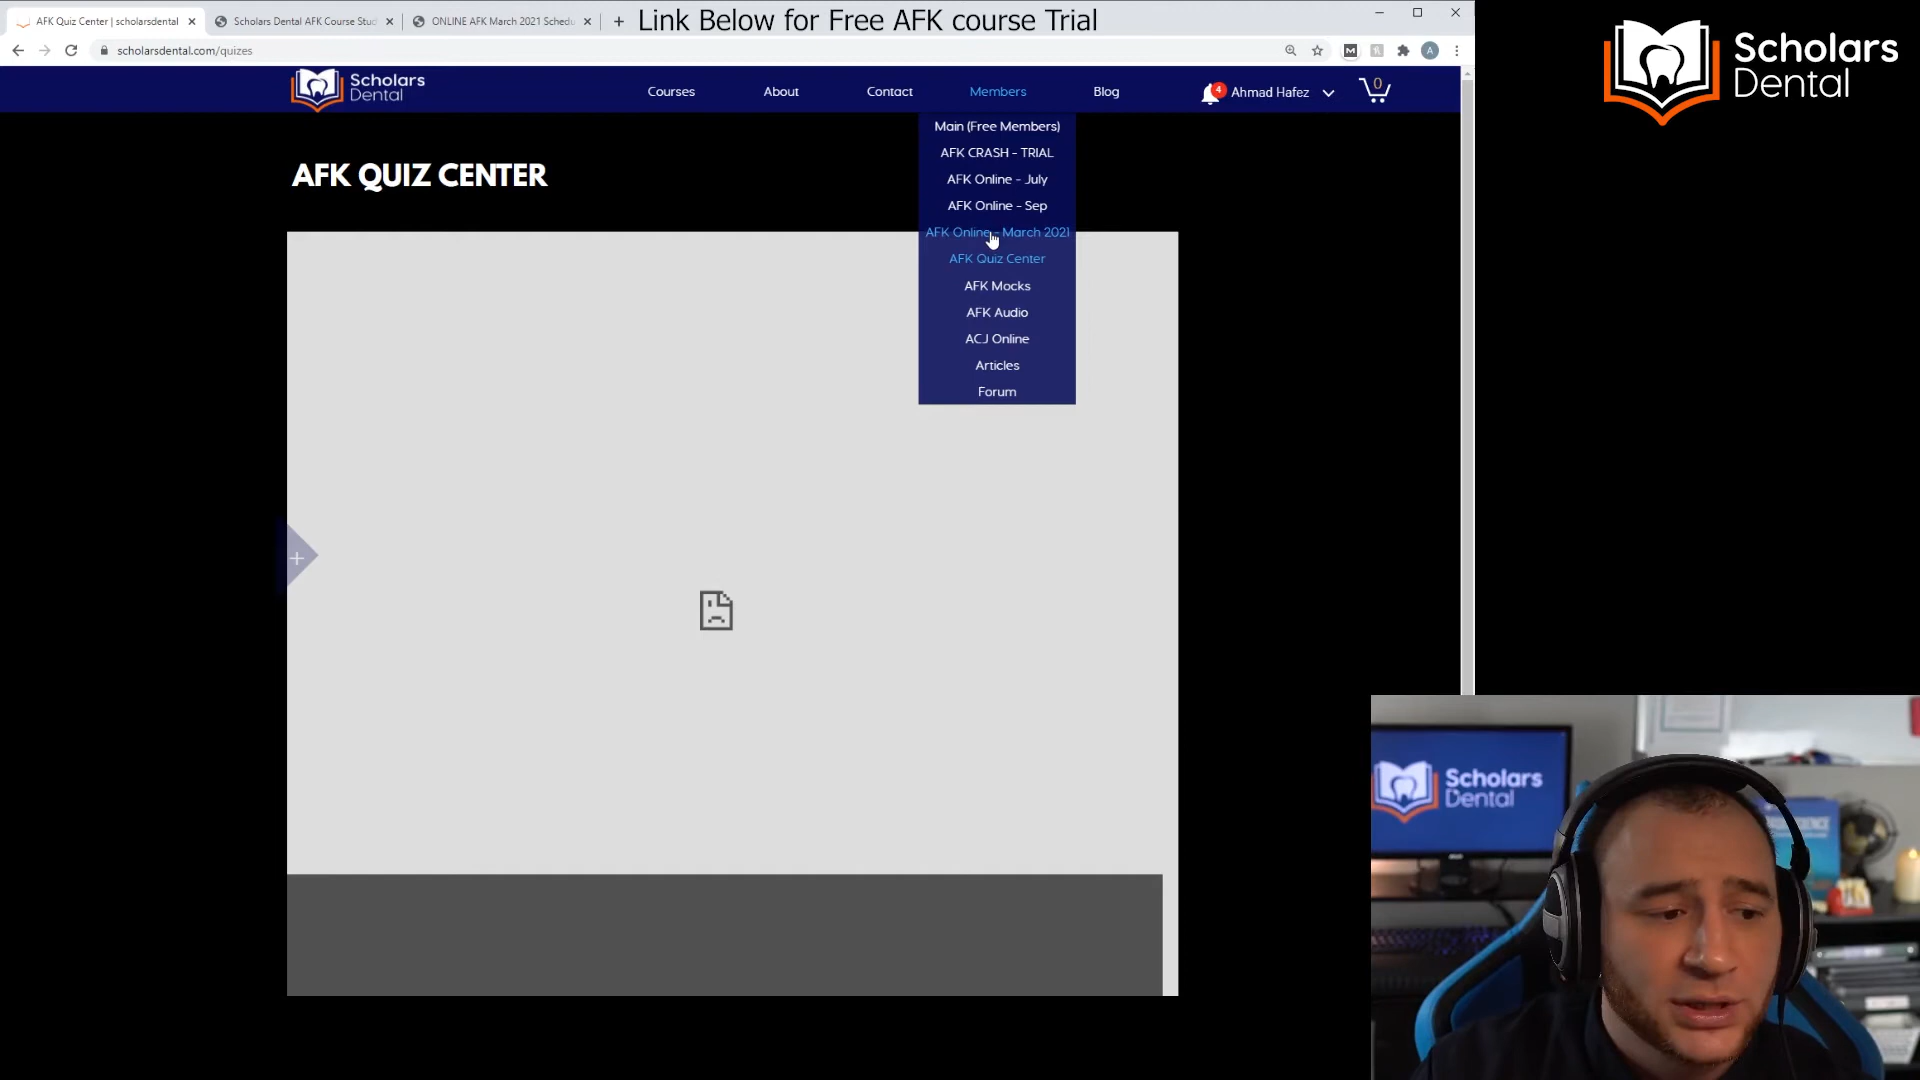 AFK Quiz Center | scholarsdental
Scholars Dental AFK Course Stud
ONLINE AFK March 2021 Schedu
Link Below for Free AFK course Trial
scholarsdental.com/quizes
Scholars
Dental
Courses
About
Contact
Members
Blog
4
Ahmad Hafez
0
Main (Free Members)
AFK CRASH - TRIAL
AFK Online - July
AFK Online - Sep
AFK Online - March 2021
AFK Quiz Center
AFK Mocks
AFK Audio
ACJ Online
Articles
Forum
AFK QUIZ CENTER
Scholars
Dental
Scholars
Dental